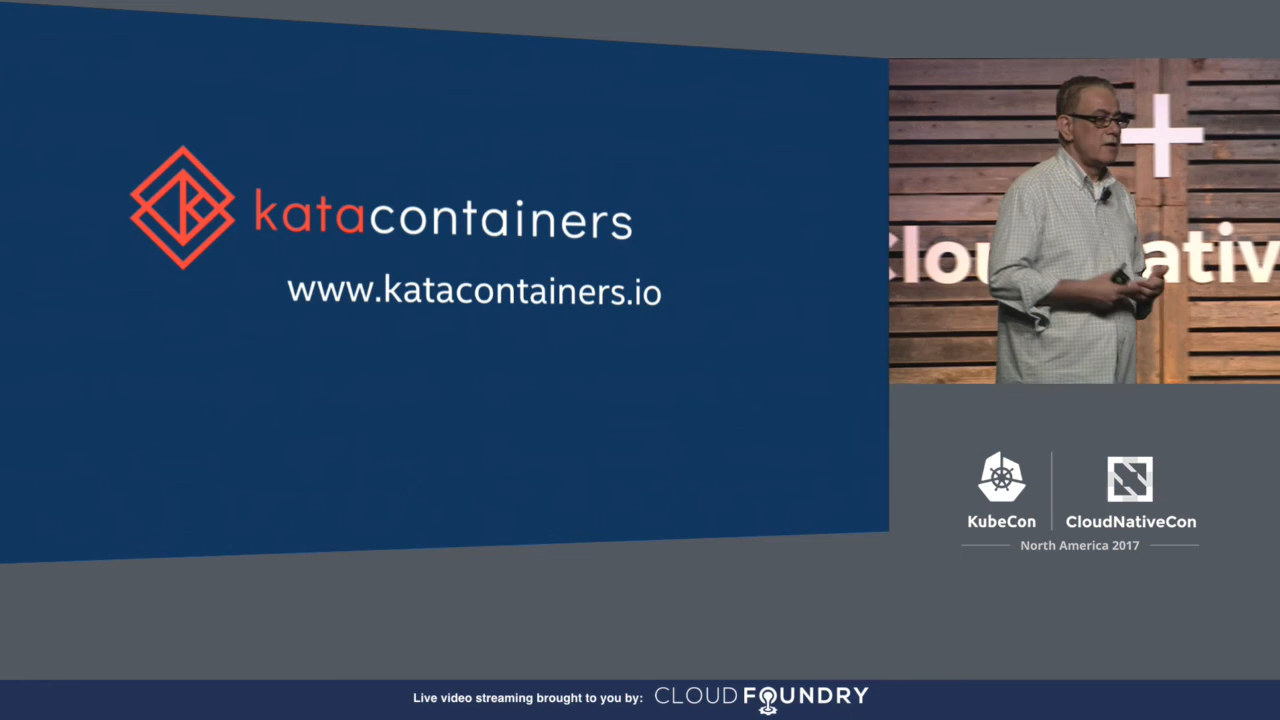 katacontainers
www.katacontainers.io
+
KubeCon
CloudNativeCon
North America 2017
Live video streaming brought to you by: CLOUD FOUNDRY